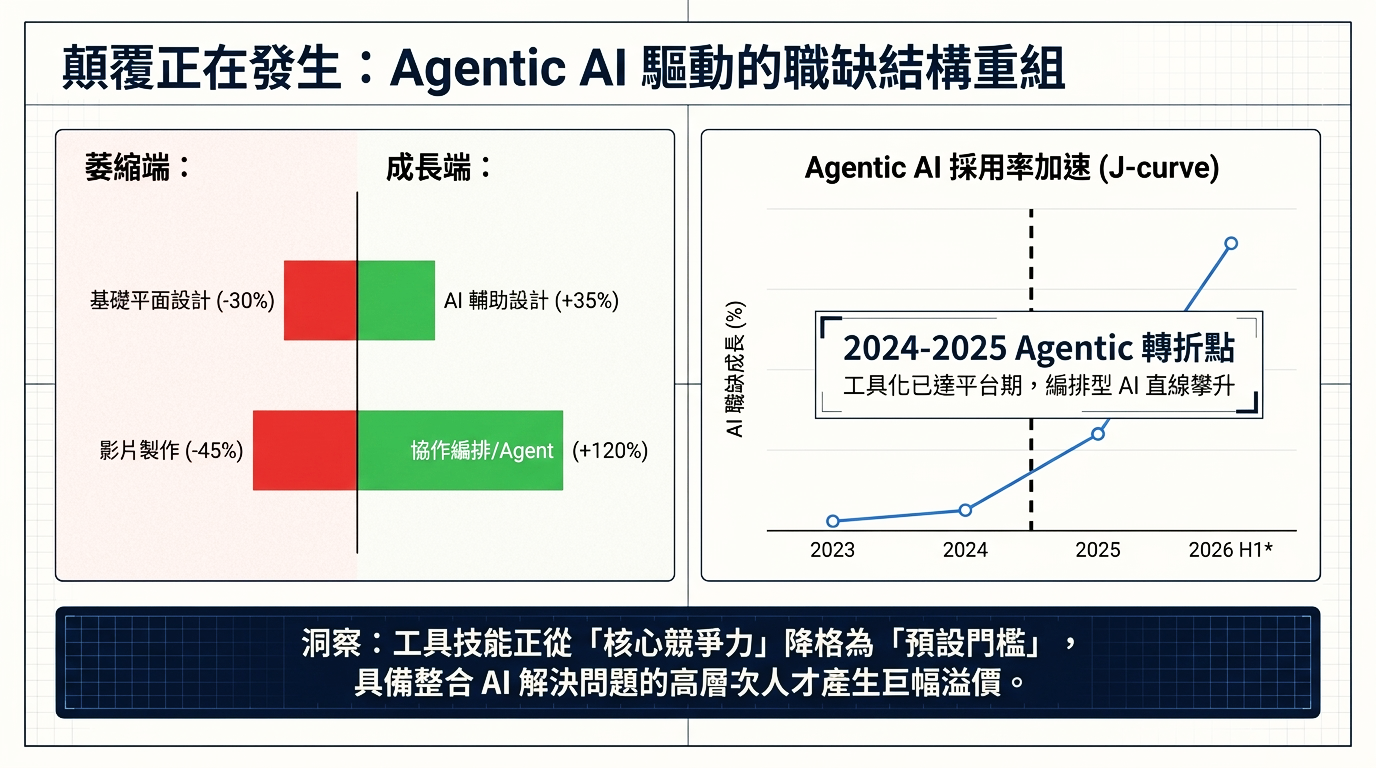 顛覆正在發生：Agentic AI 驅動的職缺結構重組
萎縮端：
成長端：
基礎平面設計 (-30%)
AI 輔助設計 (+35%)
影片製作 (-45%)
協作編排/Agent
(+120%)
Agentic AI 採用率加速 (J-curve)
AI 職缺成長 (%)
2024-2025 Agentic 轉折點
工具化已達平台期，編排型 AI 直線攀升
2023
2024
2025
2026 H1*
洞察：工具技能正從「核心競爭力」降格為「預設門檻」，
具備整合 AI 解決問題的高層次人才產生巨幅溢價。